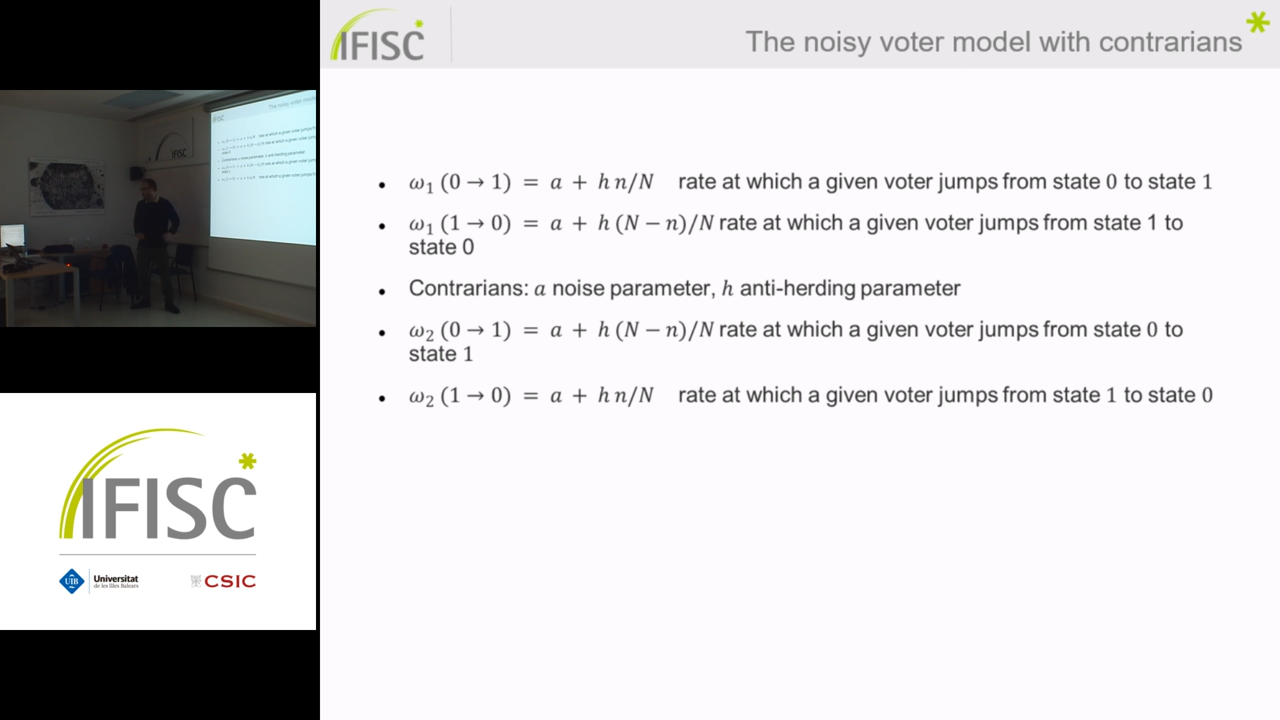 IFISC
The noisy voter model with contrarians
• ω₁ (0 → 1) = a + h n/N rate at which a given voter jumps from state 0 to state 1
• ω₁ (1 → 0) = a + h (N − n)/N rate at which a given voter jumps from state 1 to
state 0
• Contrarians: a noise parameter, h anti-herding parameter
• ω₂ (0 → 1) = a + h (N − n)/N rate at which a given voter jumps from state 0 to
state 1
• ω₂ (1 → 0) = a + h n/N rate at which a given voter jumps from state 1 to state 0
IFISC
IFISC
UIB
Universitat
de les Illes Balears
CSIC